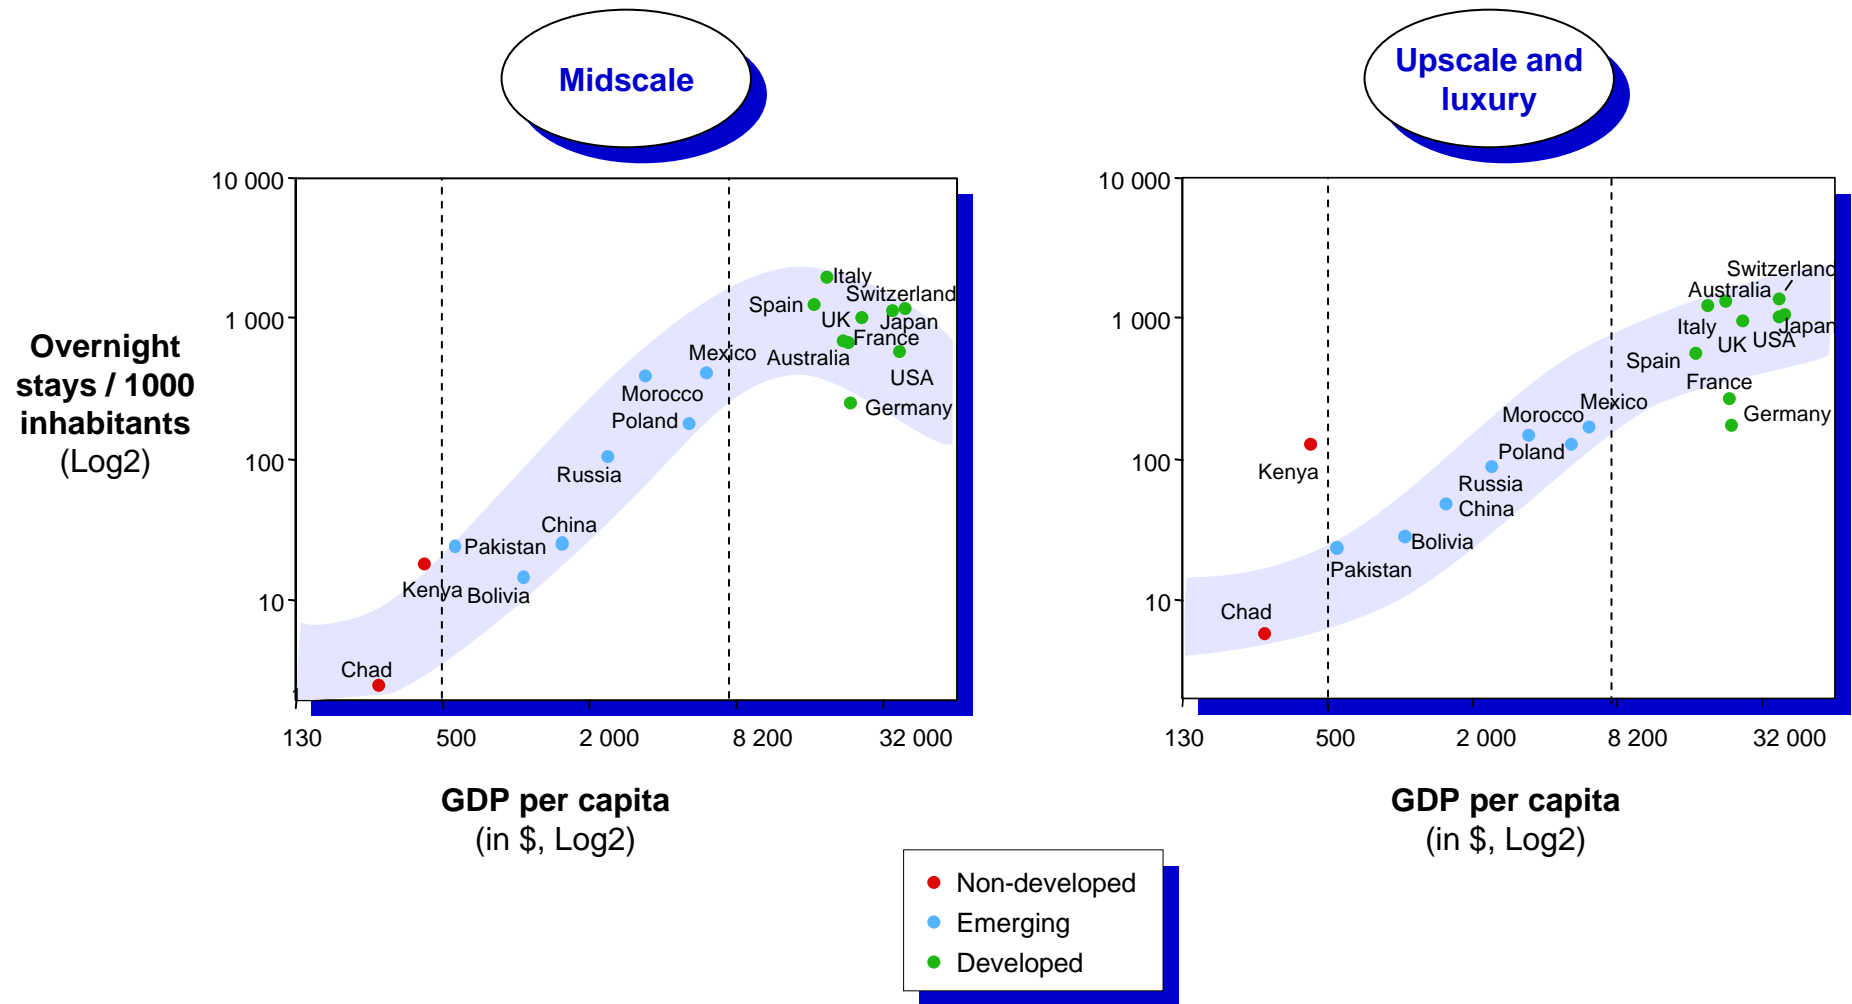 Midscale
Upscale and
luxury
Overnight
stays / 1000
inhabitants
(Log2)
10 000
1 000
100
10
1
130
500
2 000
8 200
32 000
Italy
Switzerland
Spain
UK
Japan
France
Mexico
Australia
USA
Morocco
Germany
Poland
Russia
China
Pakistan
Kenya
Bolivia
Chad
GDP per capita
(in $, Log2)
10 000
1 000
100
10
130
500
2 000
8 200
32 000
Switzerland
Australia
Italy
Japan
UK
USA
Spain
France
Mexico
Morocco
Germany
Poland
Kenya
Russia
China
Bolivia
Pakistan
Chad
GDP per capita
(in $, Log2)
Non-developed
Emerging
Developed